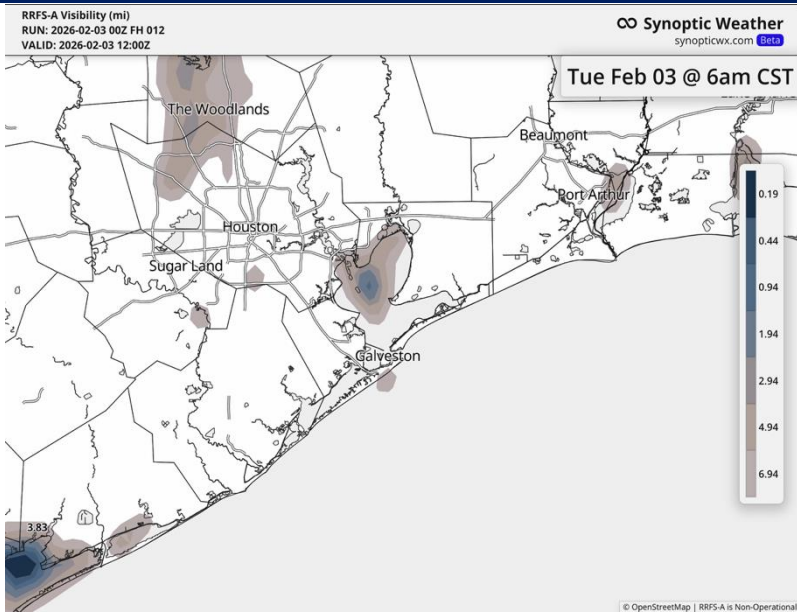 RRFS-A Visibility (mi)
RUN: 2026-02-03 00Z FH 012
VALID: 2026-02-03 12:00Z
Synoptic Weather
synopticwx.com Beta
Tue Feb 03 @ 6am CST
The Woodlands
Beaumont
Port Arthur
Houston
Sugar Land
Galveston
0.19
0.44
0.94
1.94
2.94
4.94
6.94
3.83
© OpenStreetMap | RRFS-A is Non-Operational